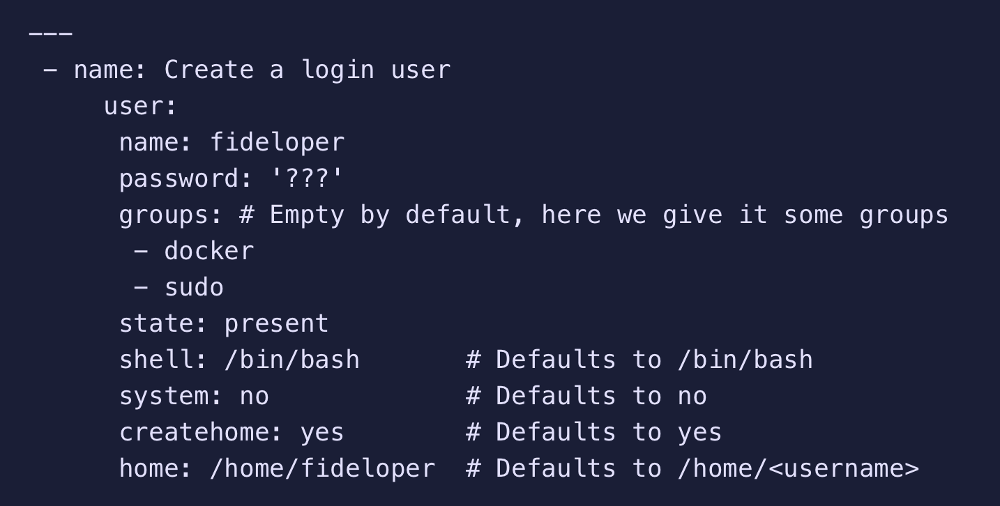 ---
 - name: Create a login user
     user:
      name: fideloper
      password: '???'
      groups: # Empty by default, here we give it some groups
       - docker
       - sudo
      state: present
      shell: /bin/bash       # Defaults to /bin/bash
      system: no             # Defaults to no
      createhome: yes        # Defaults to yes
      home: /home/fideloper  # Defaults to /home/<username>